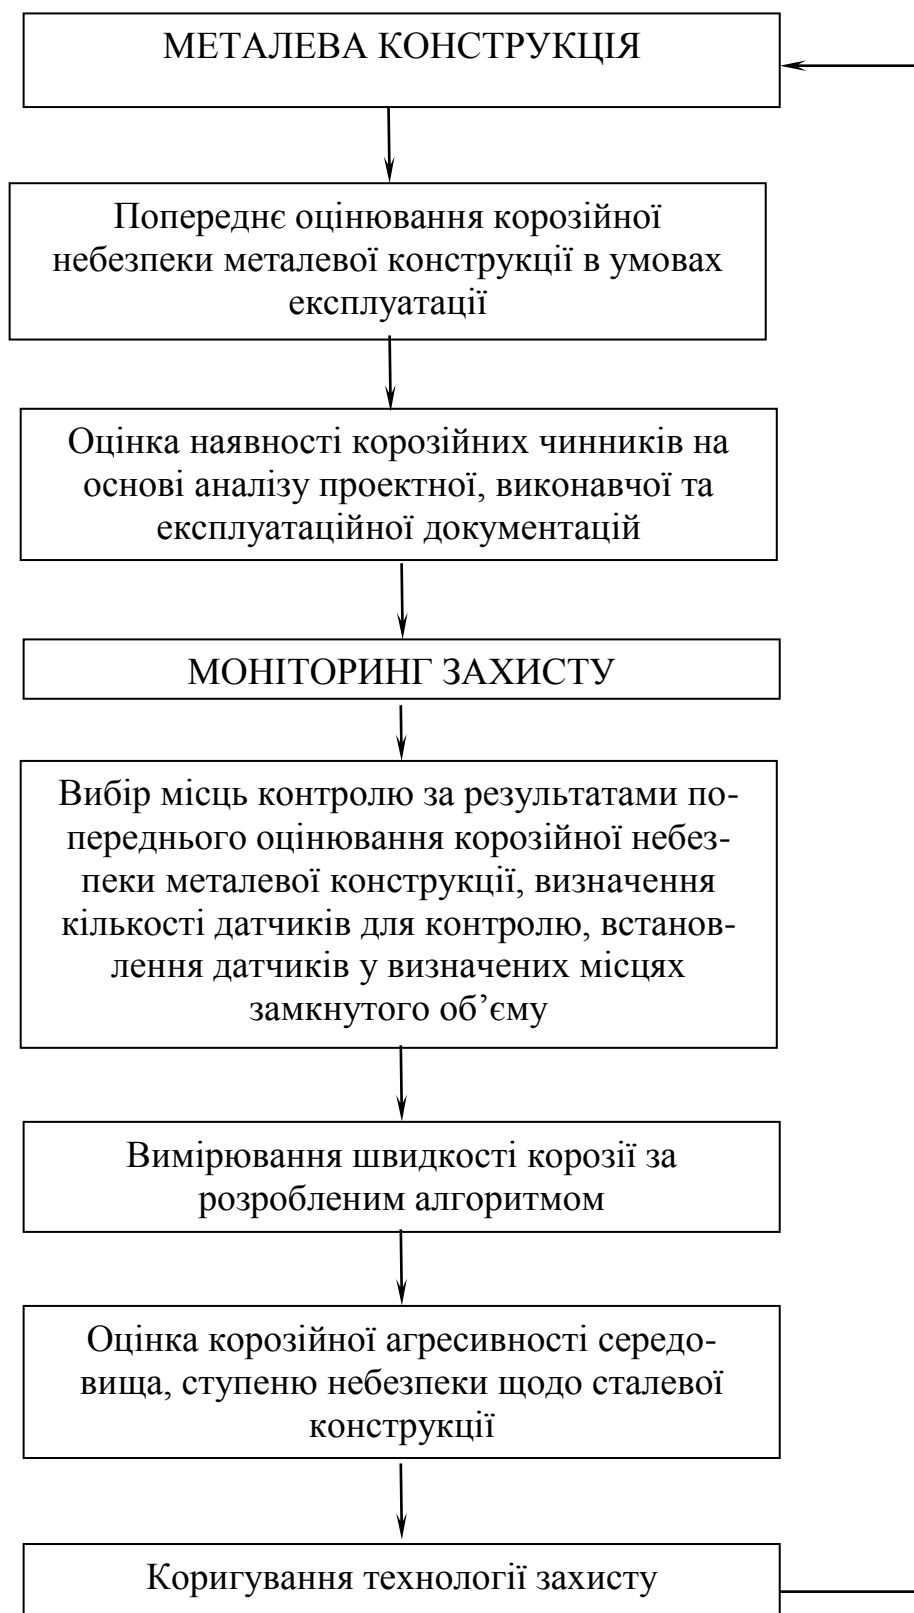 МЕТАЛЕВА КОНСТРУКЦІЯ
Попереднє оцінювання корозійної
небезпеки металевої конструкції в умовах
експлуатації
Оцінка наявності корозійних чинників на
основі аналізу проектної, виконавчої та
експлуатаційної документацій
МОНІТОРИНГ ЗАХИСТУ
Вибір місць контролю за результатами по-
переднього оцінювання корозійної небез-
пеки металевої конструкції, визначення
кількості датчиків для контролю, встанов-
лення датчиків у визначених місцях
замкнутого об’єму
Вимірювання швидкості корозії за
розробленим алгоритмом
Оцінка корозійної агресивності середо-
вища, ступеню небезпеки щодо сталевої
конструкції
Коригування технології захисту